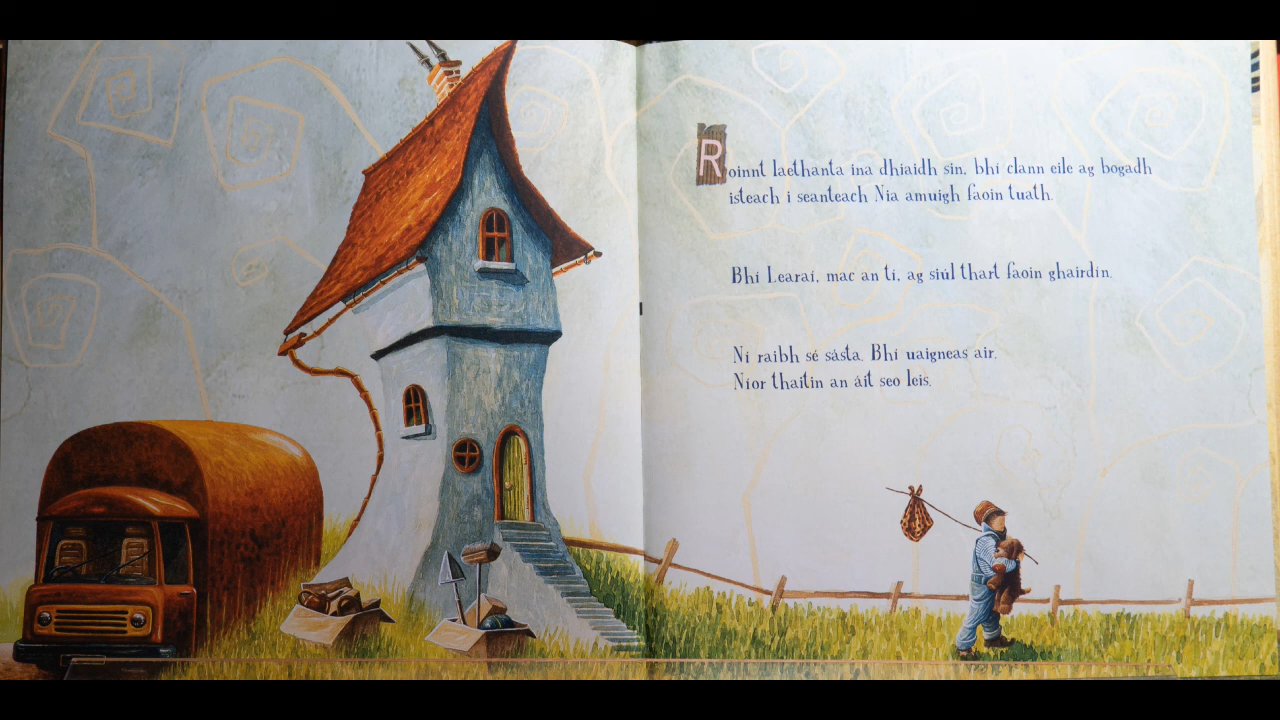 Roinnt laethanta ina dhiaidh sin, bhí clann eile ag bogadh
isteach i seanteach Nia amuigh faoin tuath.
Bhí Learaí, mac an tí, ag siúl thart faoin ghairdín.
Ní raibh sé sásta. Bhí uaigneas air.
Níor thaitin an áit seo leis.